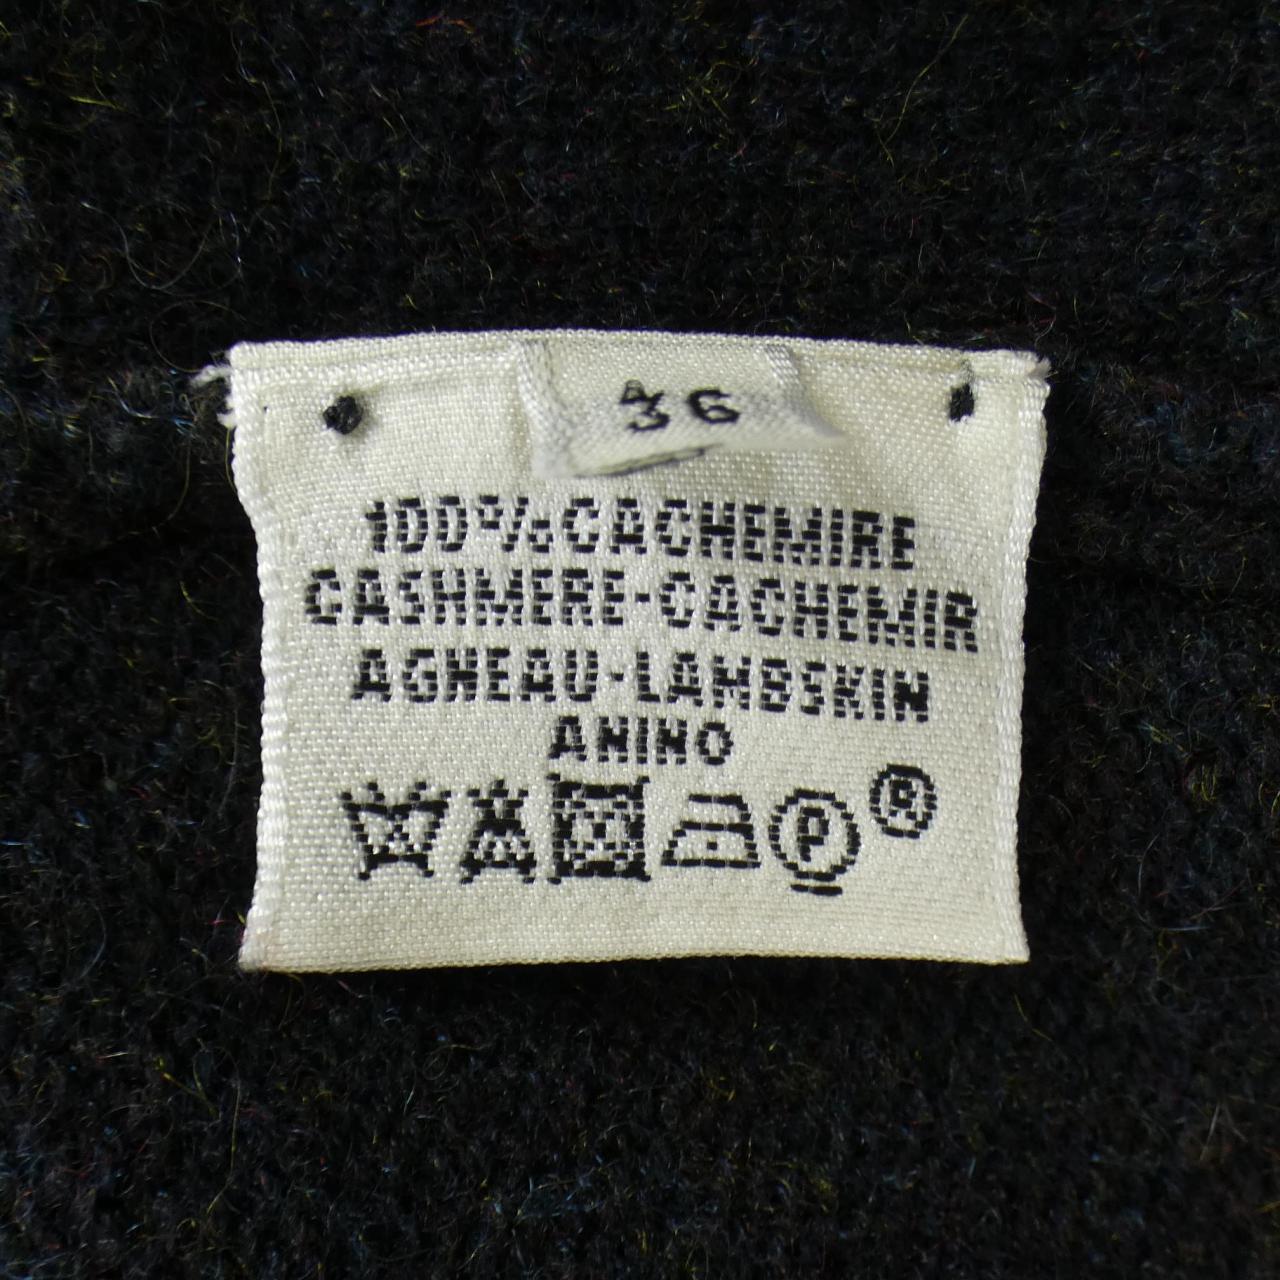 36
100% CACHEMIRE
CASHMERE-CACHEMIR
AGNEAU-LAMBSKIN
ANINO
P ®